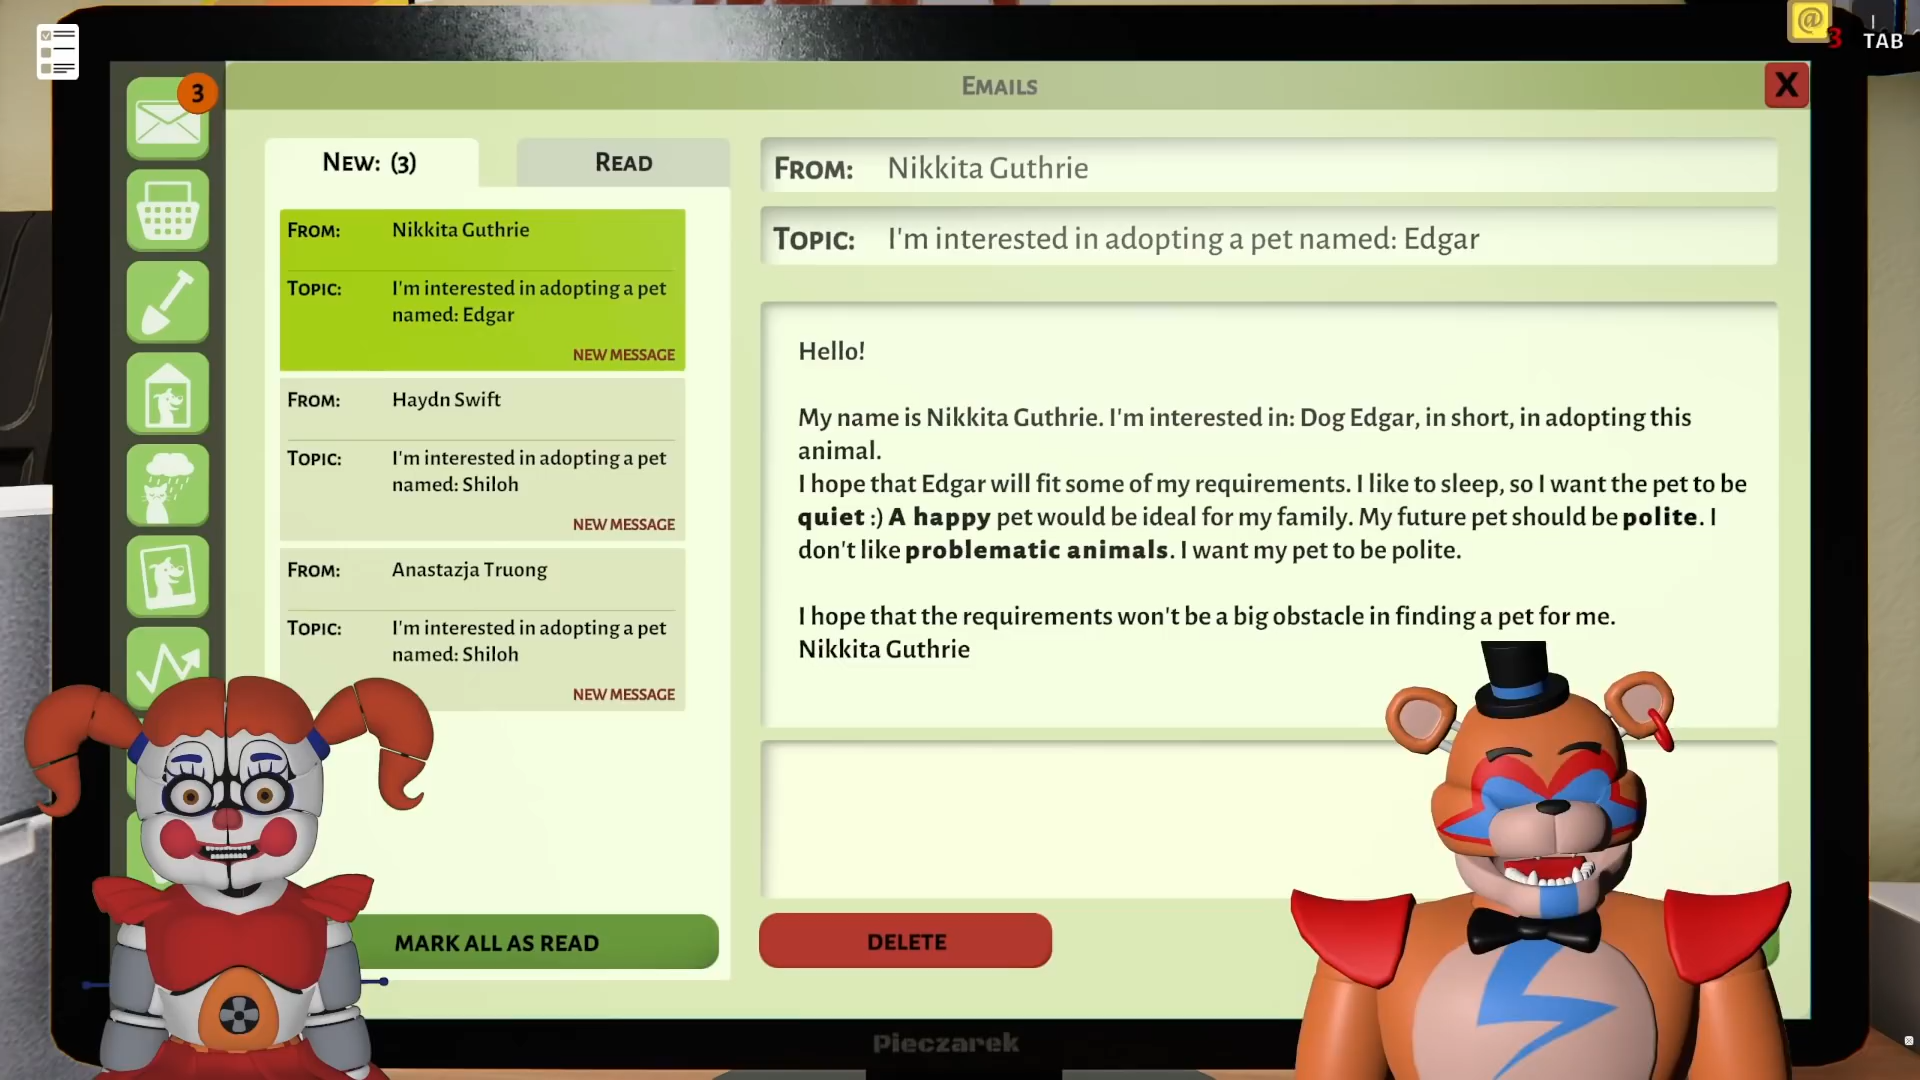 @
3
TAB
3
EMAILS
X
NEW: (3)
READ
FROM: Nikkita Guthrie
TOPIC: I'm interested in adopting a pet
named: Edgar
NEW MESSAGE
FROM: Haydn Swift
TOPIC: I'm interested in adopting a pet
named: Shiloh
NEW MESSAGE
FROM: Anastazja Truong
TOPIC: I'm interested in adopting a pet
named: Shiloh
NEW MESSAGE
MARK ALL AS READ
FROM: Nikkita Guthrie
TOPIC: I'm interested in adopting a pet named: Edgar
Hello!
My name is Nikkita Guthrie. I'm interested in: Dog Edgar, in short, in adopting this
animal.
I hope that Edgar will fit some of my requirements. I like to sleep, so I want the pet to be
quiet :) A happy pet would be ideal for my family. My future pet should be polite. I
don't like problematic animals. I want my pet to be polite.
I hope that the requirements won't be a big obstacle in finding a pet for me.
Nikkita Guthrie
DELETE
Pieczarek